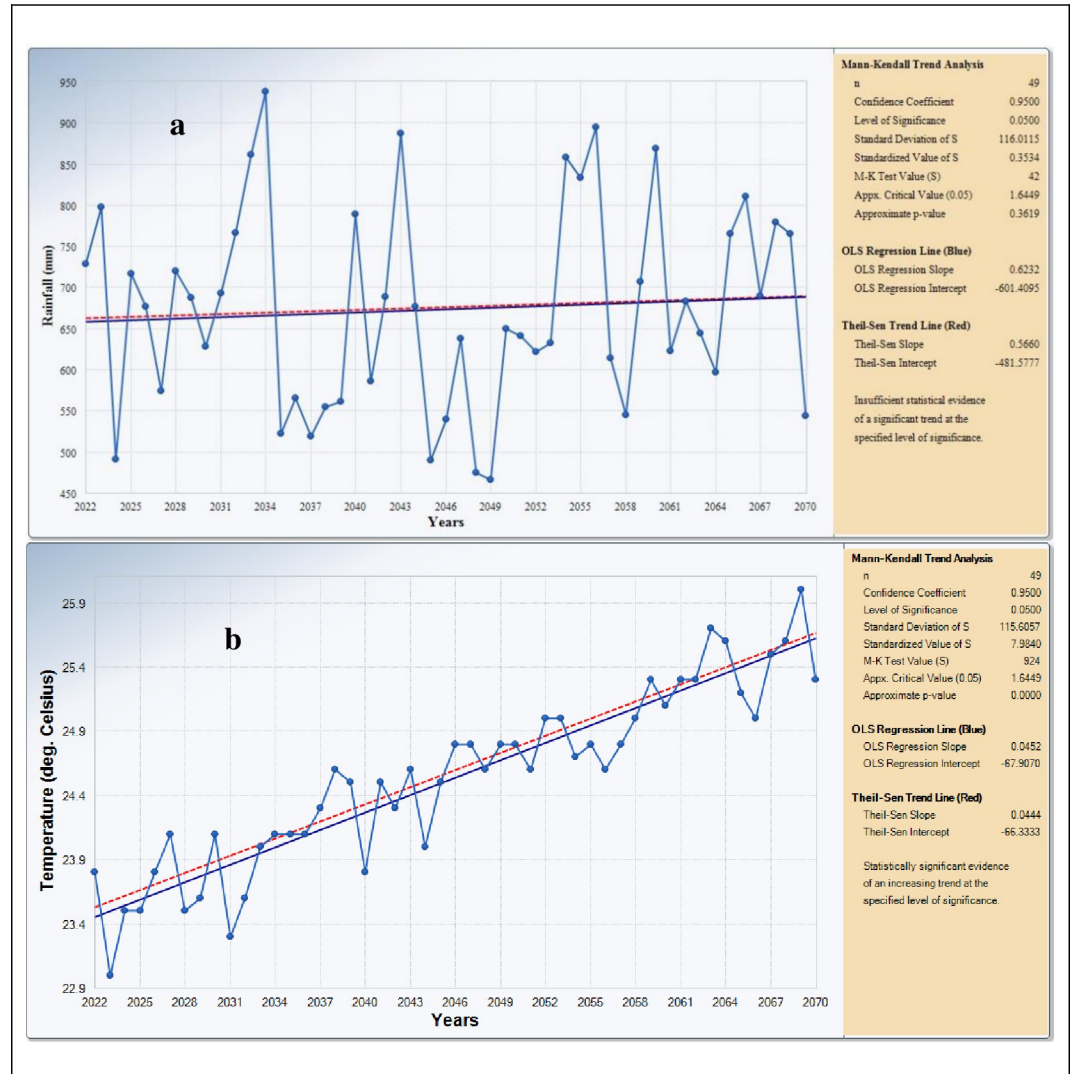 a
950
900
850
800
750
700
650
600
550
500
450
Rainfall (mm)
2022 2025 2028 2031 2034 2037 2040 2043 2046 2049 2052 2055 2058 2061 2064 2067 2070
Years
Mann-Kendall Trend Analysis
n 49
Confidence Coefficient 0.9500
Level of Significance 0.0500
Standard Deviation of S 116.0115
Standardized Value of S 0.3534
M-K Test Value (S) 42
Appx. Critical Value (0.05) 1.6449
Approximate p-value 0.3619
OLS Regression Line (Blue)
OLS Regression Slope 0.6232
OLS Regression Intercept -601.4095
Theil-Sen Trend Line (Red)
Theil-Sen Slope 0.5660
Theil-Sen Intercept -481.5777
Insufficient statistical evidence
of a significant trend at the
specified level of significance.
b
25.9
25.4
24.9
24.4
23.9
23.4
22.9
Temperature (deg. Celsius)
2022 2025 2028 2031 2034 2037 2040 2043 2046 2049 2052 2055 2058 2061 2064 2067 2070
Years
Mann-Kendall Trend Analysis
n 49
Confidence Coefficient 0.9500
Level of Significance 0.0500
Standard Deviation of S 115.6057
Standardized Value of S 7.9840
M-K Test Value (S) 924
Appx. Critical Value (0.05) 1.6449
Approximate p-value 0.0000
OLS Regression Line (Blue)
OLS Regression Slope 0.0452
OLS Regression Intercept -67.9070
Theil-Sen Trend Line (Red)
Theil-Sen Slope 0.0444
Theil-Sen Intercept -66.3333
Statistically significant evidence
of an increasing trend at the
specified level of significance.